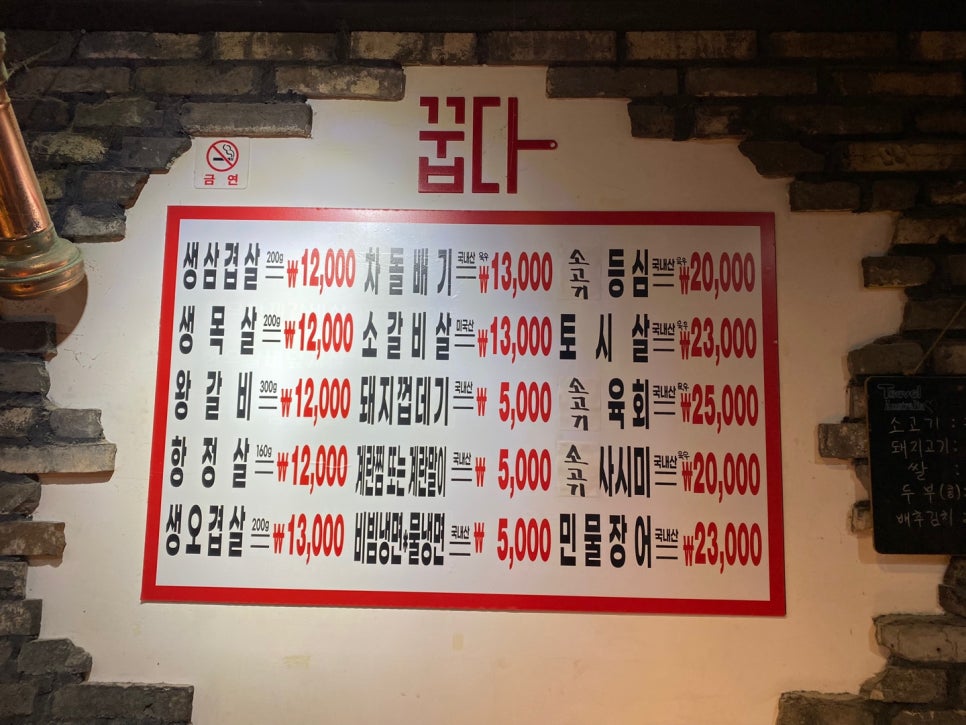 꿉다
금연
생삼겹살 200g ₩12,000 차돌배기 국내산 육우 ₩13,000 소고기 등심 국내산 육우 ₩20,000
생목살 200g ₩12,000 소갈비살 미국산 ₩13,000 토시살 국내산 육우 ₩23,000
왕갈비 300g ₩12,000 돼지껍데기 국내산 ₩5,000 소고기 육회 국내산 육우 ₩25,000
항정살 160g ₩12,000 계란찜 또는 계란말이 국내산 ₩5,000 소고기 사시미 국내산 육우 ₩20,000
생오겹살 200g ₩13,000 비빔냉면+물냉면 국내산 ₩5,000 민물장어 국내산 ₩23,000
소고기 :
돼지고기 :
쌀 :
두부(콩) :
배추김치 :